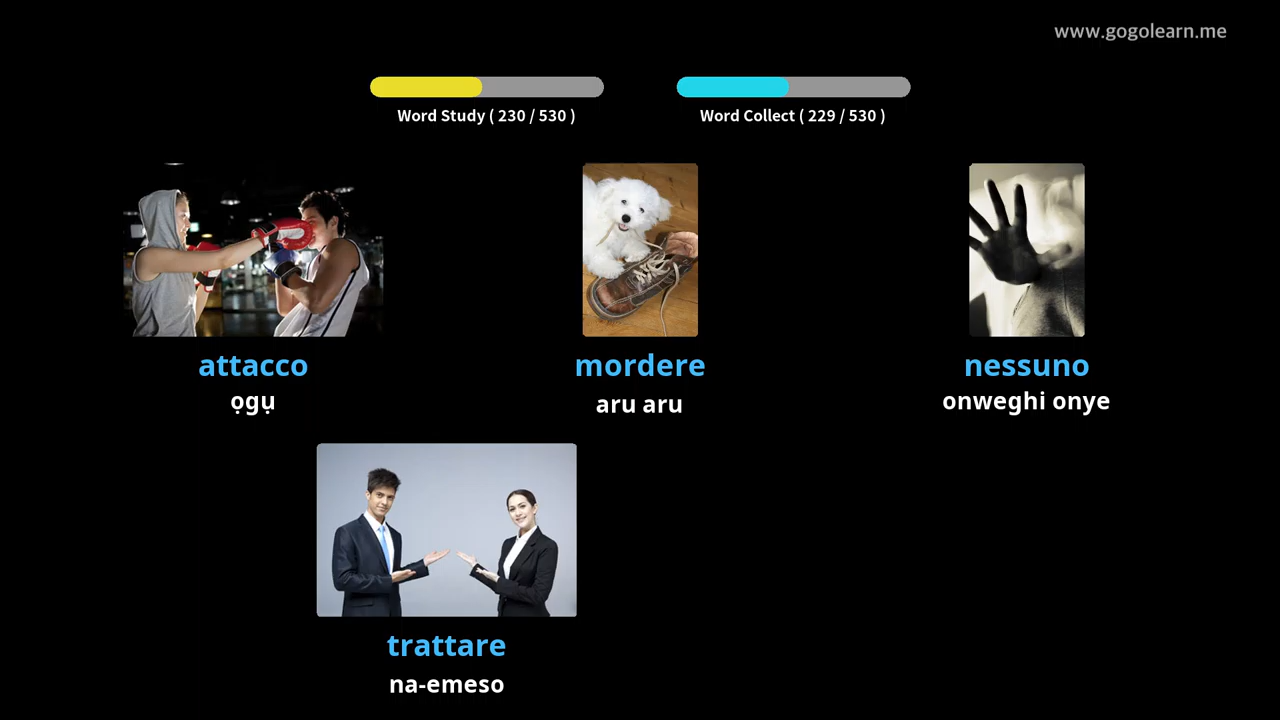 www.gogolearn.me
Word Study ( 230 / 530 )
Word Collect ( 229 / 530 )
attacco
ọgụ
mordere
aru aru
nessuno
onweghi onye
trattare
na-emeso